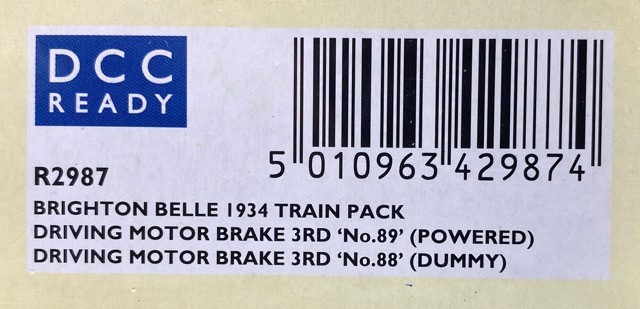 DCC
READY
5 010963 429874
R2987
BRIGHTON BELLE 1934 TRAIN PACK
DRIVING MOTOR BRAKE 3RD ‘No.89’ (POWERED)
DRIVING MOTOR BRAKE 3RD ‘No.88’ (DUMMY)